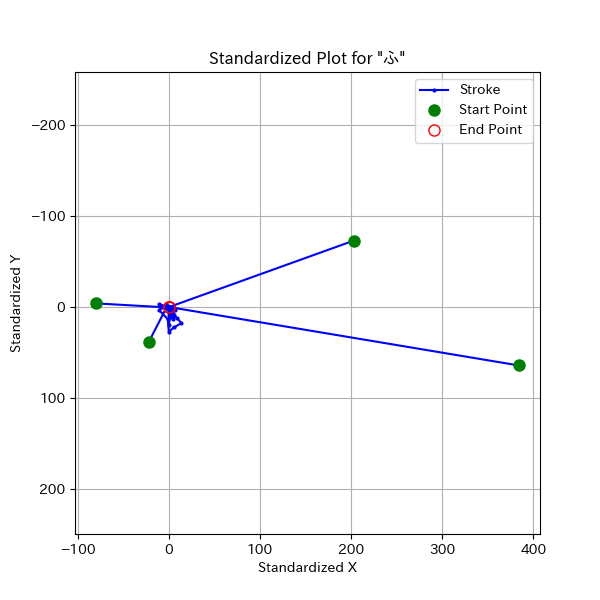 Standardized Plot for "ふ"
Stroke
Start Point
End Point
−200
−100
0
100
200
Standardized Y
−100 0 100 200 300 400
Standardized X